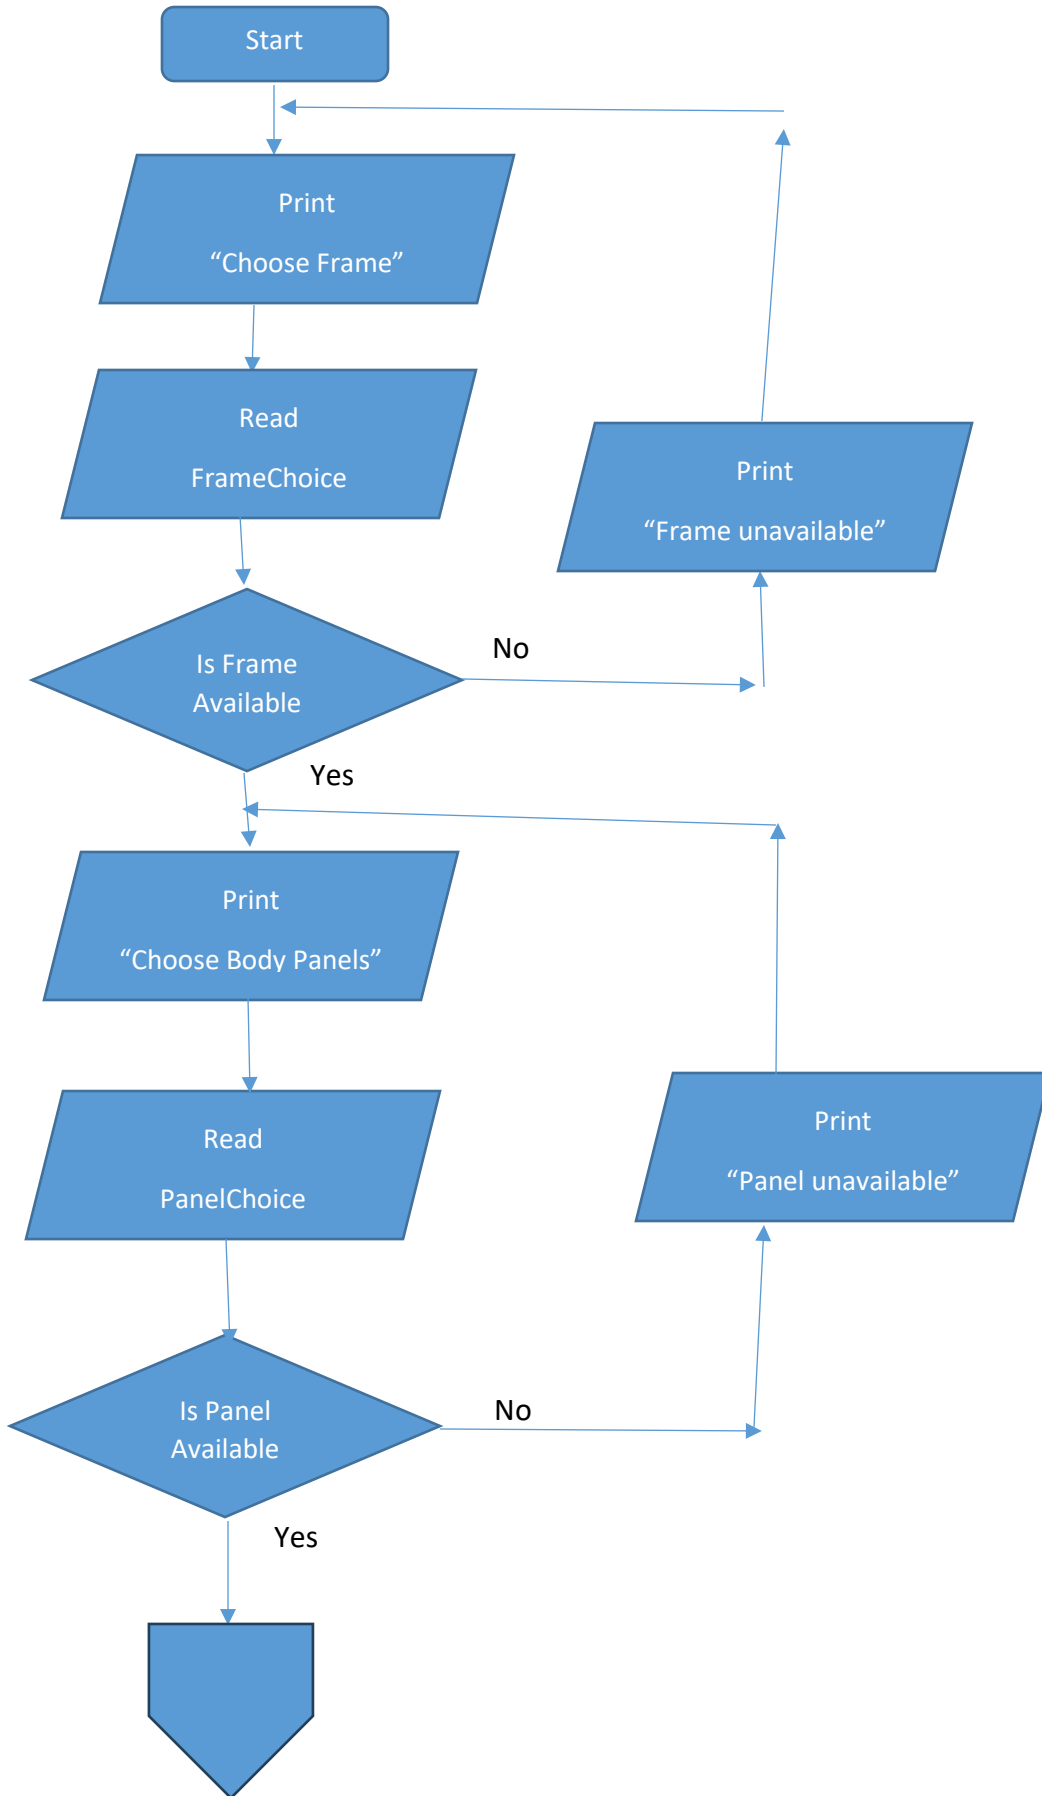 Start
Print
“Choose Frame”
Read
FrameChoice
Print
“Frame unavailable”
Is Frame
Available
No
Yes
Print
“Choose Body Panels”
Read
PanelChoice
Print
“Panel unavailable”
Is Panel
Available
No
Yes